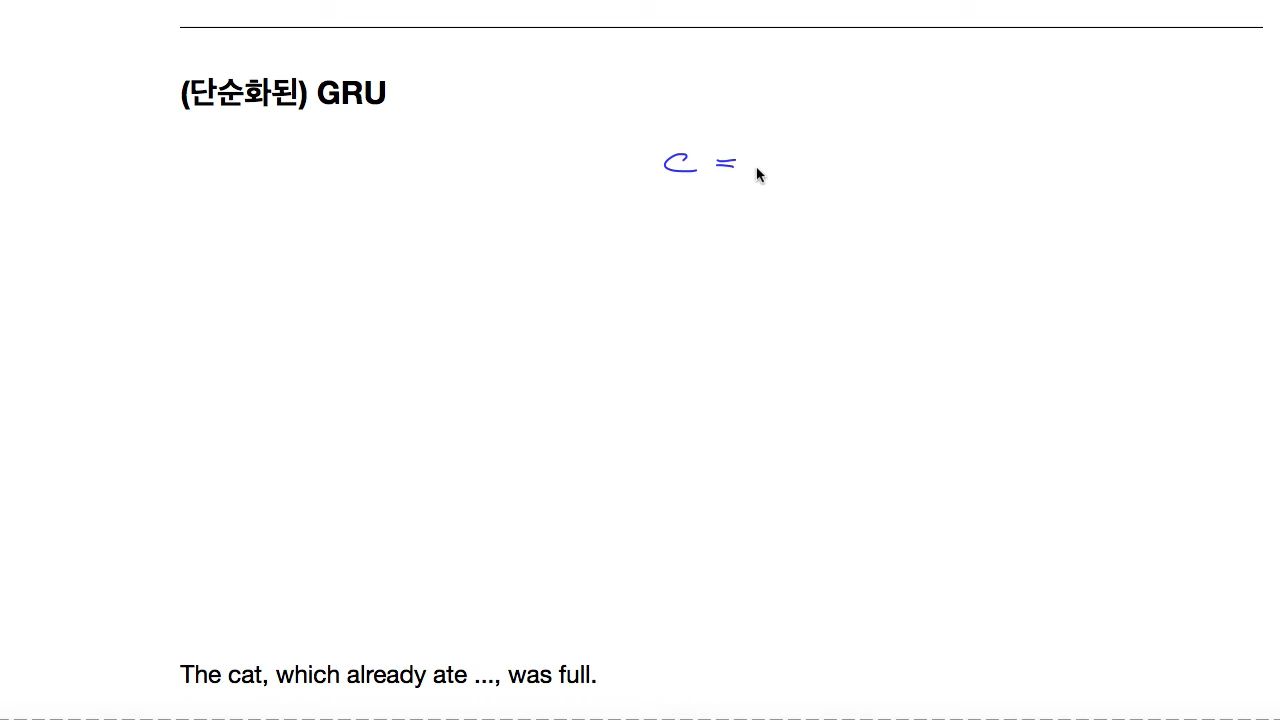 (단순화된) GRU
c =
The cat, which already ate ..., was full.